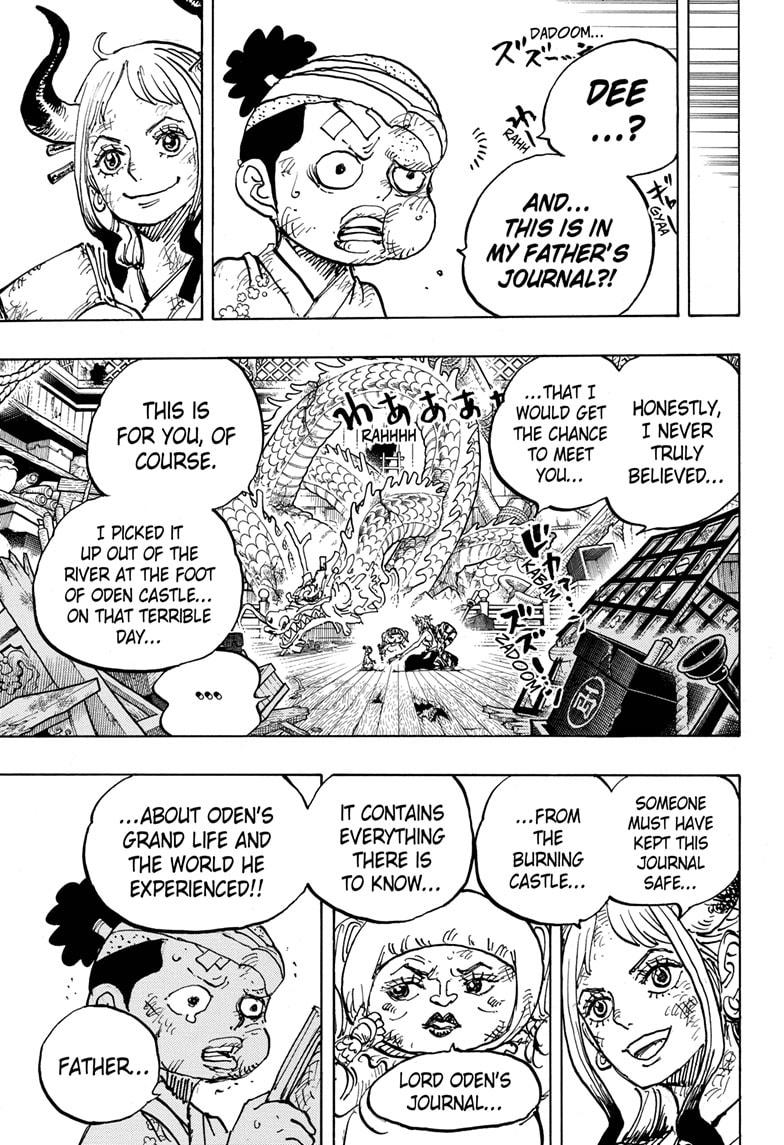 DADOOM...
ズズ...ズズ
DEE
...?
わ
RAHH
AND...
THIS IS IN
MY FATHER'S
JOURNAL?!
GYAA
HONESTLY,
I NEVER
TRULY
BELIEVED...
...THAT I
WOULD GET
THE CHANCE
TO MEET
YOU...
わああああ
RAHHHH
THIS IS
FOR YOU, OF
COURSE.
I PICKED IT
UP OUT OF THE
RIVER AT THE FOOT
OF ODEN CASTLE...
ON THAT TERRIBLE
DAY...
KABAM
ZADOOM
両
...
SOMEONE
MUST HAVE
KEPT THIS
JOURNAL
SAFE...
...FROM
THE
BURNING
CASTLE...
IT CONTAINS
EVERYTHING
THERE IS
TO KNOW...
...ABOUT ODEN'S
GRAND LIFE AND
THE WORLD HE
EXPERIENCED!!
LORD ODEN'S
JOURNAL...
FATHER...